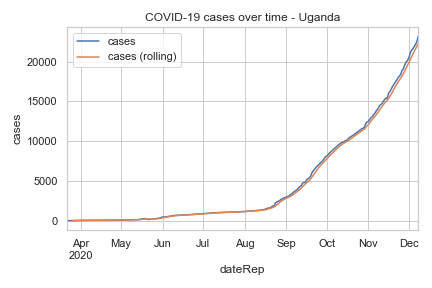 COVID-19 cases over time - Uganda
cases
cases (rolling)
cases
20000
15000
10000
5000
0
Apr May Jun Jul Aug Sep Oct Nov Dec
2020
dateRep